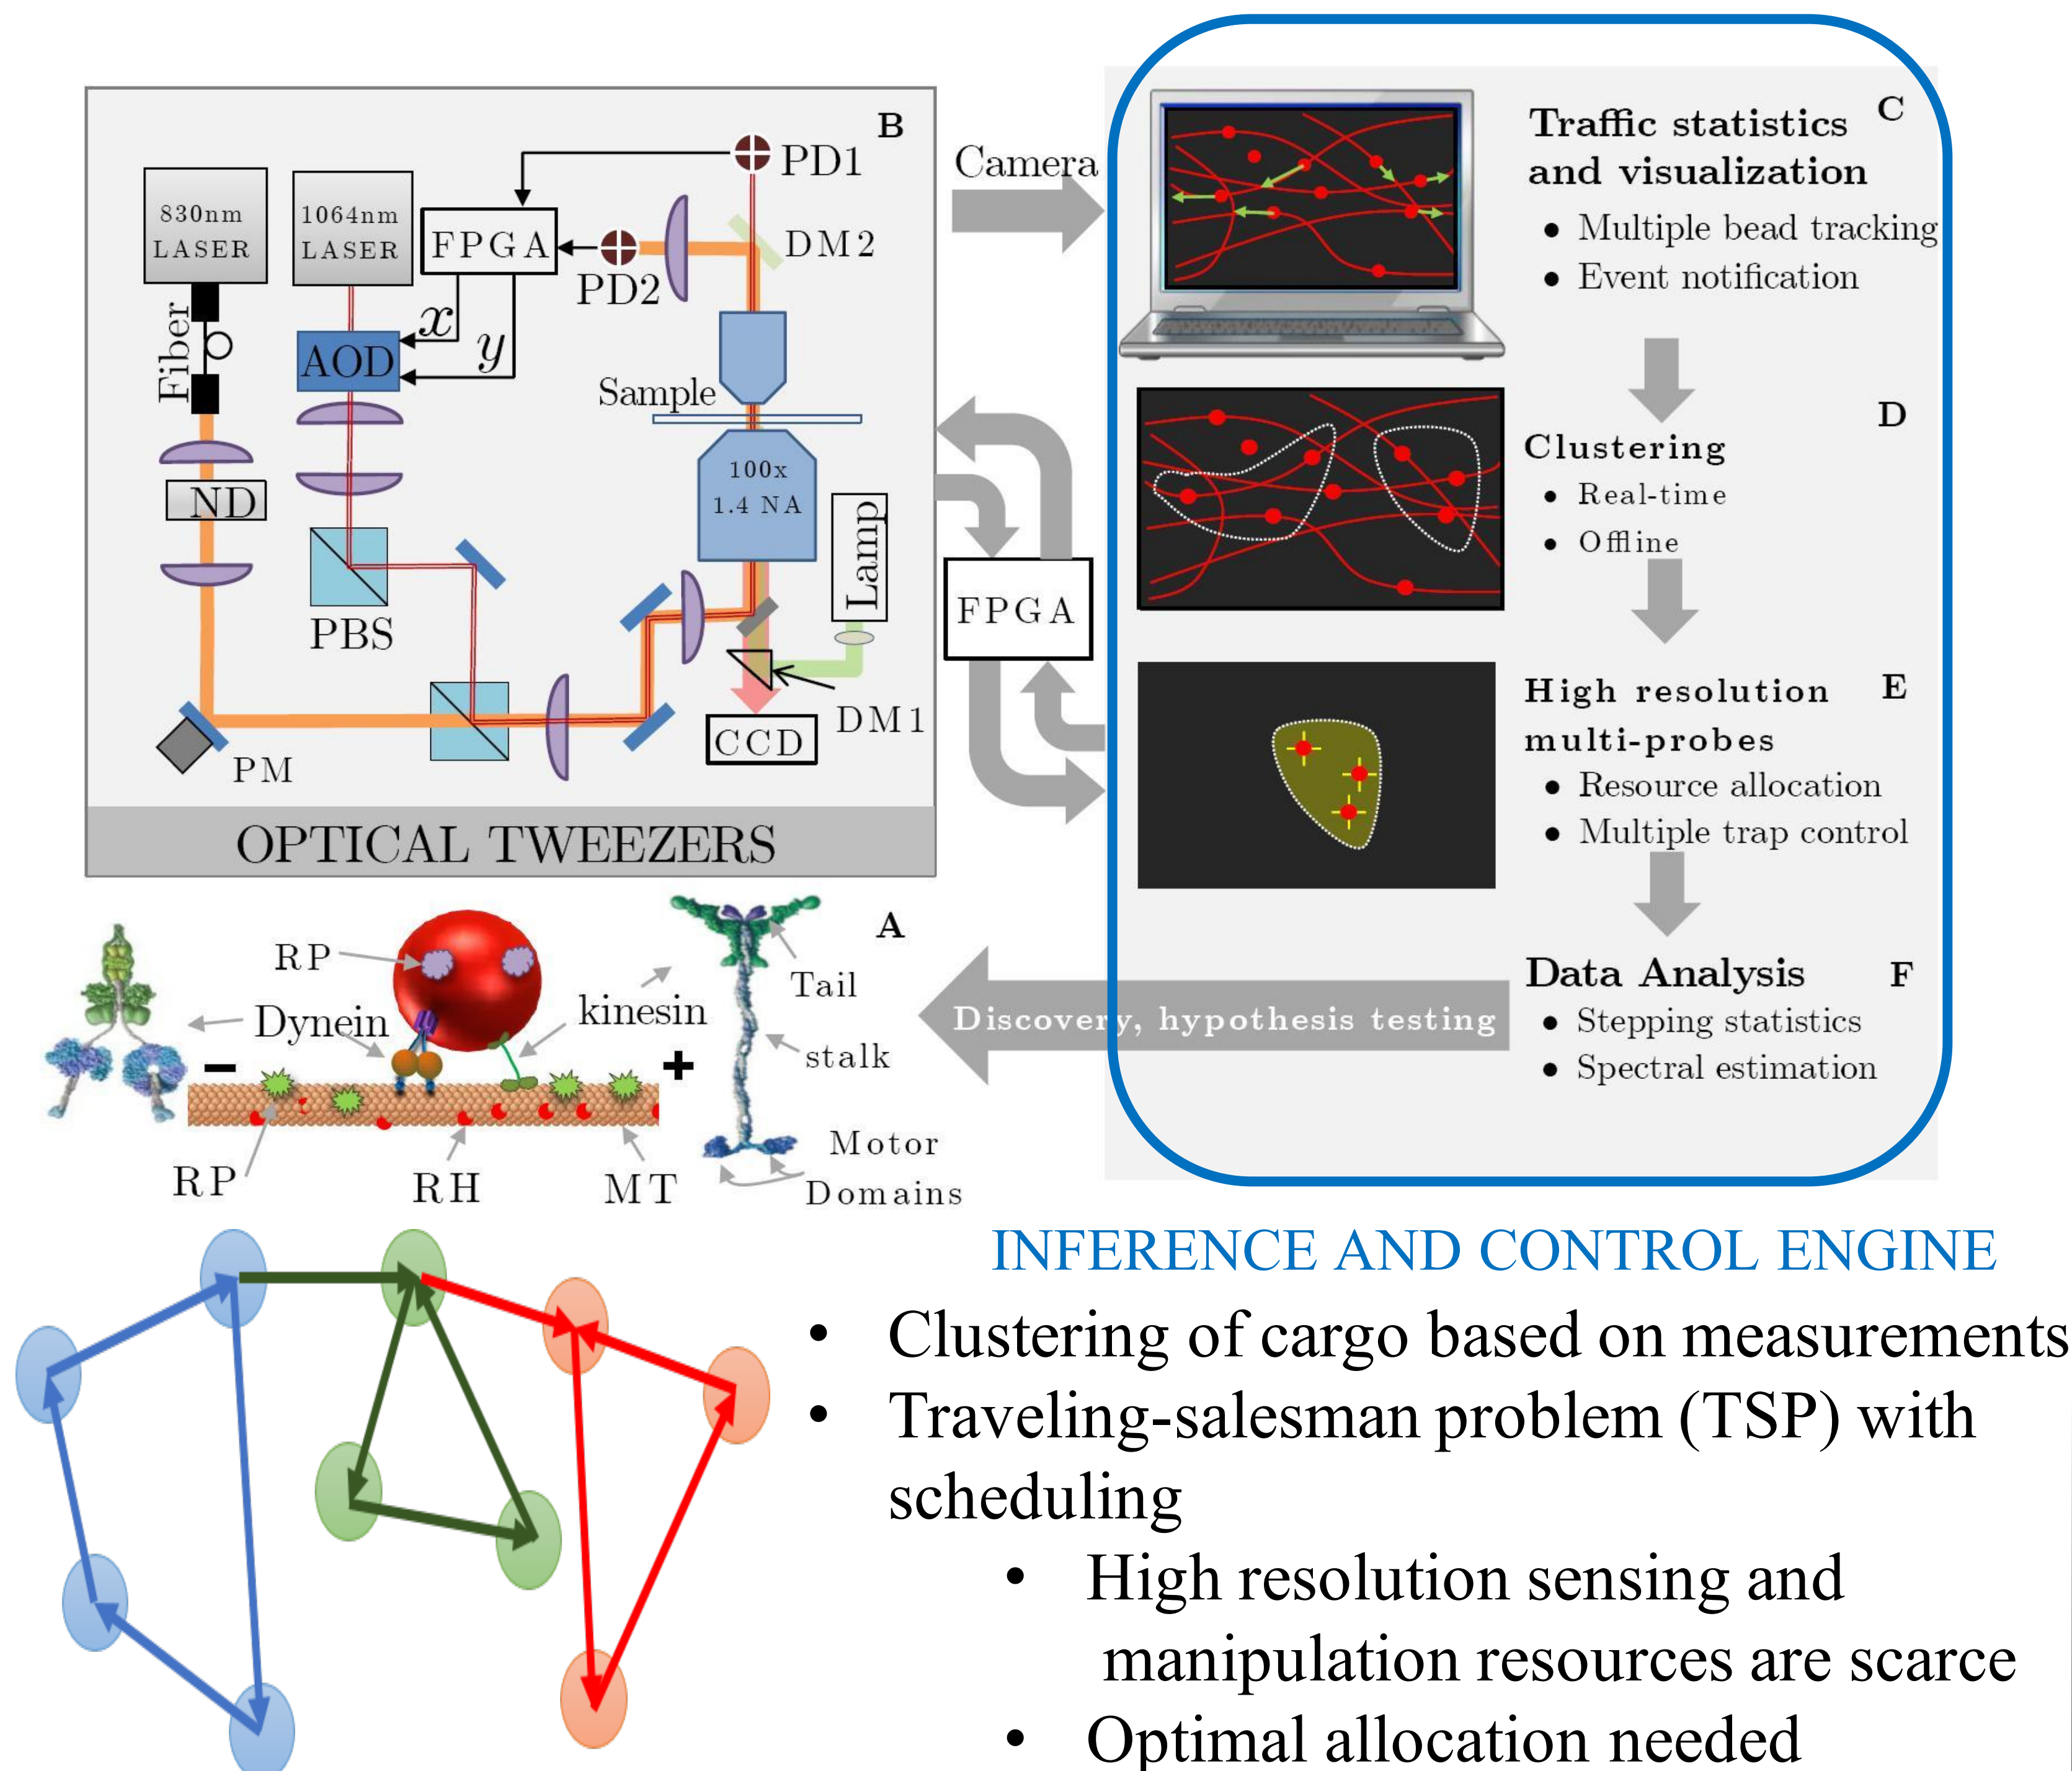 B
PD1
830nm
LASER
1064nm
LASER
FPGA
PD2
DM2
Fiber
x
y
AOD
Sample
100x
1.4 NA
ND
Lamp
PBS
DM1
CCD
PM
OPTICAL TWEEZERS
Camera
FPGA
C
Traffic statistics
and visualization
• Multiple bead tracking
• Event notification
D
Clustering
• Real-time
• Offline
E
High resolution
multi-probes
• Resource allocation
• Multiple trap control
F
Data Analysis
• Stepping statistics
• Spectral estimation
Discovery, hypothesis testing
A
RP
Dynein
kinesin
Tail
stalk
−
+
Motor
Domains
RP
RH
MT
INFERENCE AND CONTROL ENGINE
• Clustering of cargo based on measurements
• Traveling-salesman problem (TSP) with
scheduling
• High resolution sensing and
manipulation resources are scarce
• Optimal allocation needed